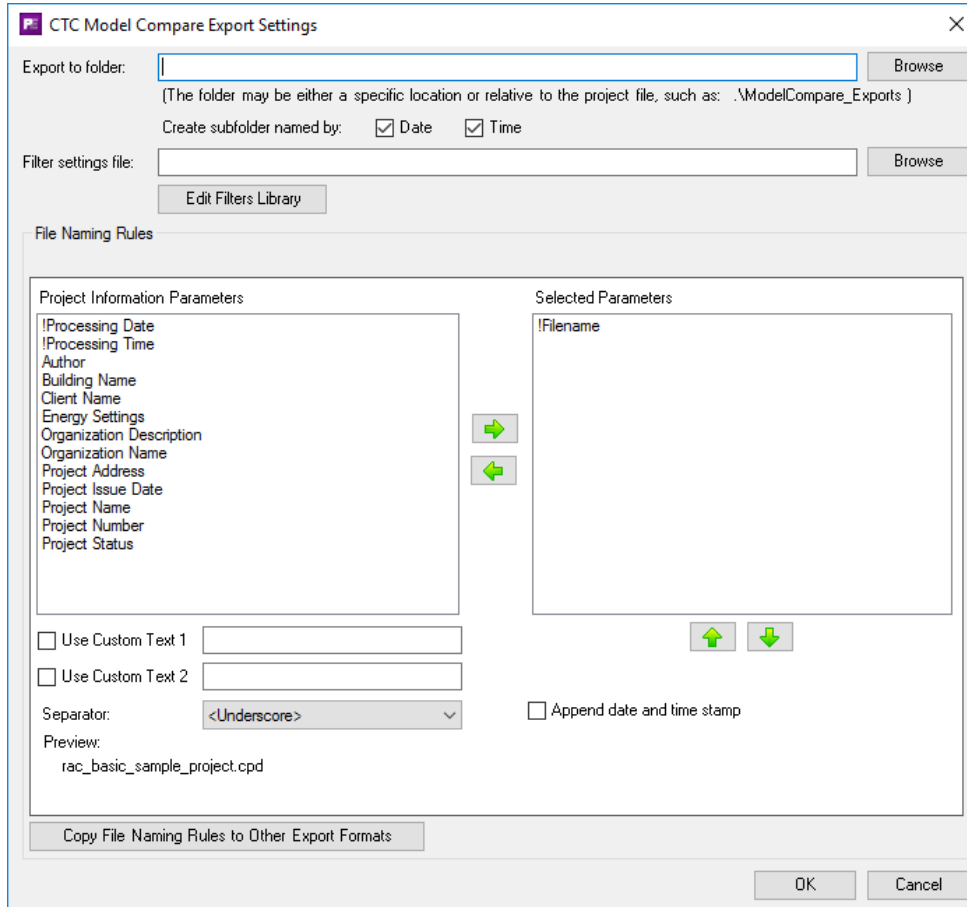 PE CTC Model Compare Export Settings
Export to folder: Browse
(The folder may be either a specific location or relative to the project file, such as: .\ModelCompare_Exports )
Create subfolder named by: Date Time
Filter settings file: Browse
Edit Filters Library
File Naming Rules
Project Information Parameters
!Processing Date
!Processing Time
Author
Building Name
Client Name
Energy Settings
Organization Description
Organization Name
Project Address
Project Issue Date
Project Name
Project Number
Project Status
Selected Parameters
!Filename
Use Custom Text 1
Use Custom Text 2
Separator: <Underscore>
Append date and time stamp
Preview:
rac_basic_sample_project.cpd
Copy File Naming Rules to Other Export Formats
OK Cancel